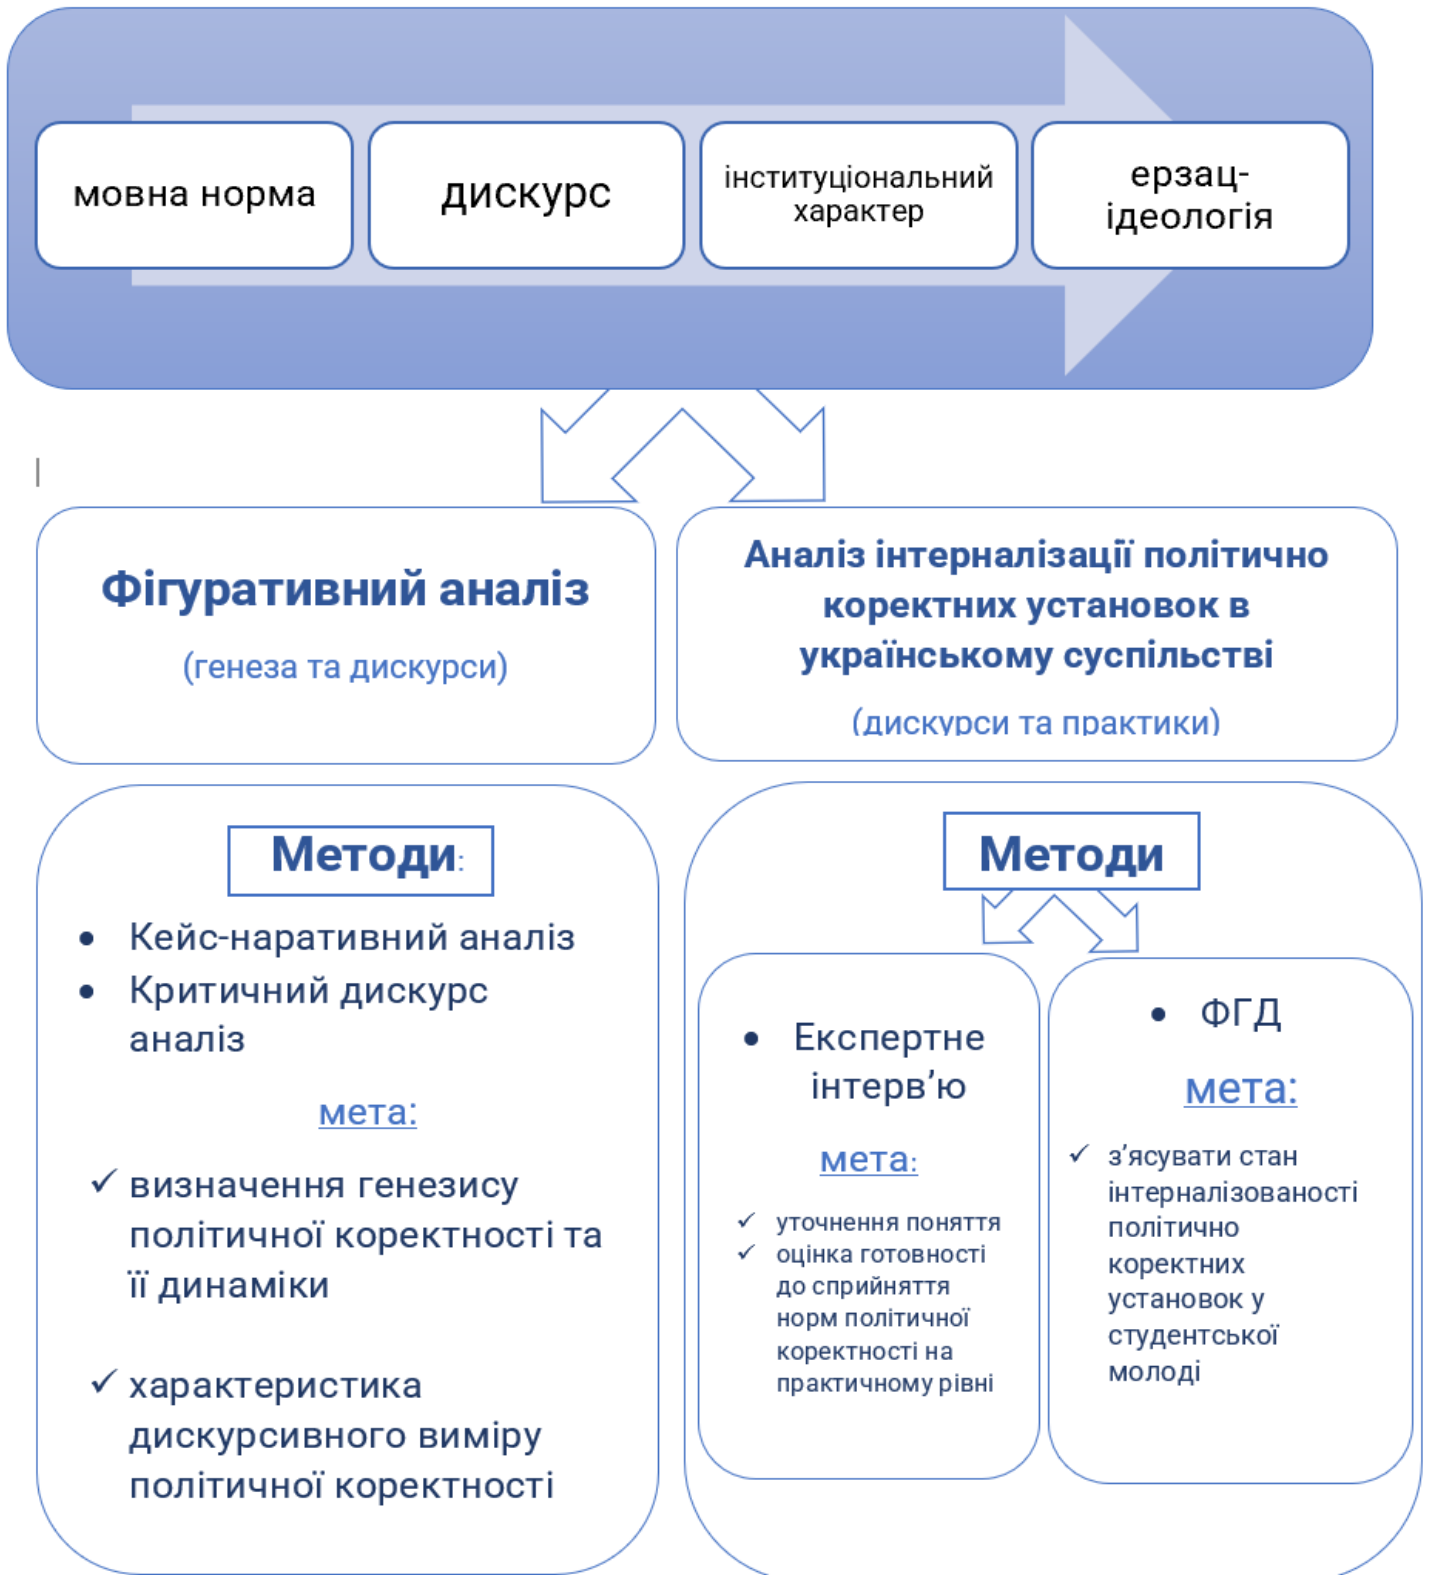 мовна норма
дискурс
інституціональний
характер
ерзац-
ідеологія
Фігуративний аналіз
(генеза та дискурси)
Аналіз інтерналізації політично
коректних установок в
українському суспільстві
(дискурси та практики)
Методи:
• Кейс-наративний аналіз
• Критичний дискурс
аналіз
мета:
✓ визначення генезису
політичної коректності та
її динаміки
✓ характеристика
дискурсивного виміру
політичної коректності
Методи
• Експертне
інтерв’ю
мета:
✓ уточнення поняття
✓ оцінка готовності
до сприйняття
норм політичної
коректності на
практичному рівні
• ФГД
мета:
✓ з’ясувати стан
інтерналізованості
політично
коректних
установок у
студентської
молоді